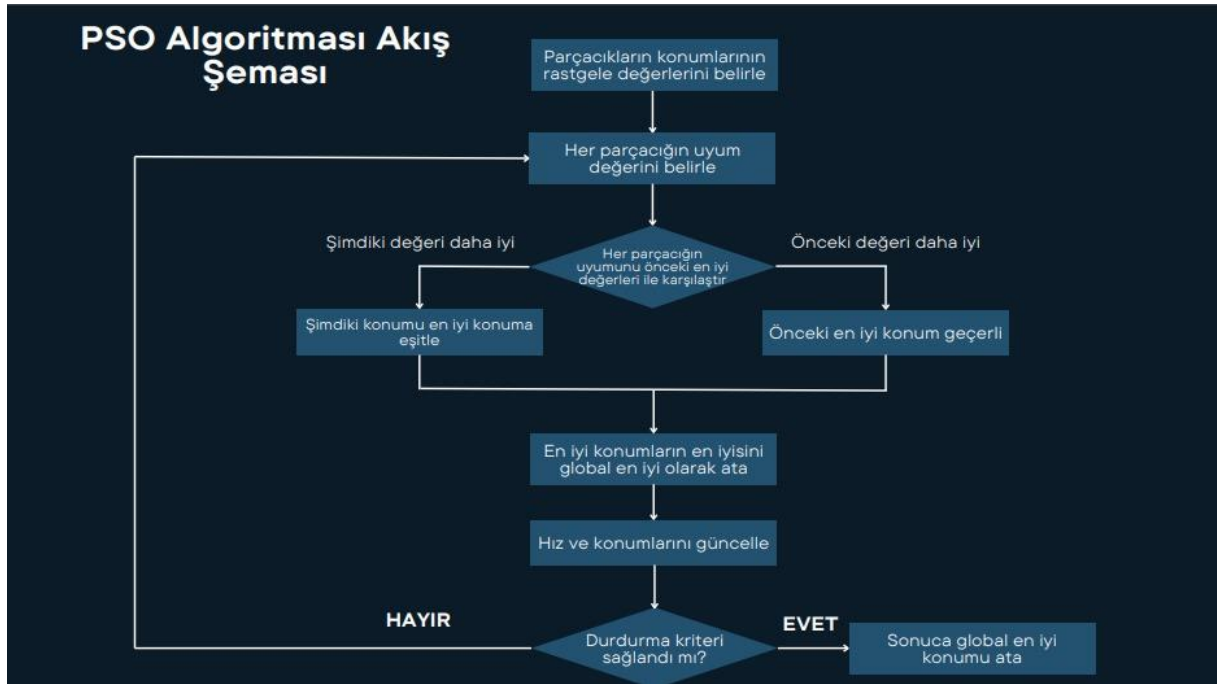 PSO Algoritması Akış
Şeması
Parçacıkların konumlarının
rastgele değerlerini belirle
Her parçacığın uyum
değerini belirle
Şimdiki değeri daha iyi
Önceki değeri daha iyi
Her parçacığın
uyumunu önceki en iyi
değerleri ile karşılaştır
Şimdiki konumu en iyi konuma
eşitle
Önceki en iyi konum geçerli
En iyi konumların en iyisini
global en iyi olarak ata
Hız ve konumlarını güncelle
HAYIR
Durdurma kriteri
sağlandı mı?
EVET
Sonuca global en iyi
konumu ata